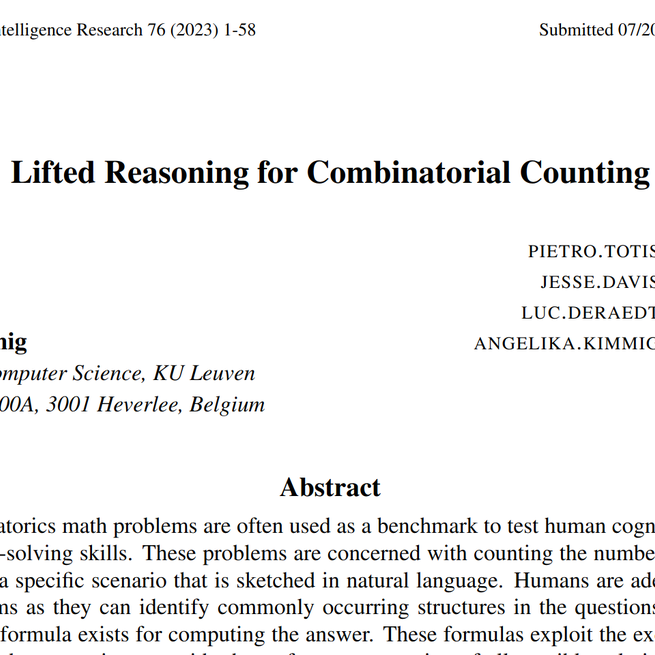 telligence Research 76 (2023) 1-58 Submitted 07/20
Lifted Reasoning for Combinatorial Counting
PIETRO.TOTIS
JESSE.DAVIS
LUC.DERAEDT
nig ANGELIKA.KIMMIG
omputer Science, KU Leuven
00A, 3001 Heverlee, Belgium
Abstract
atorics math problems are often used as a benchmark to test human cogn
-solving skills. These problems are concerned with counting the numbe
a specific scenario that is sketched in natural language. Humans are ade
ms as they can identify commonly occurring structures in the questions
formula exists for computing the answer. These formulas exploit the ex